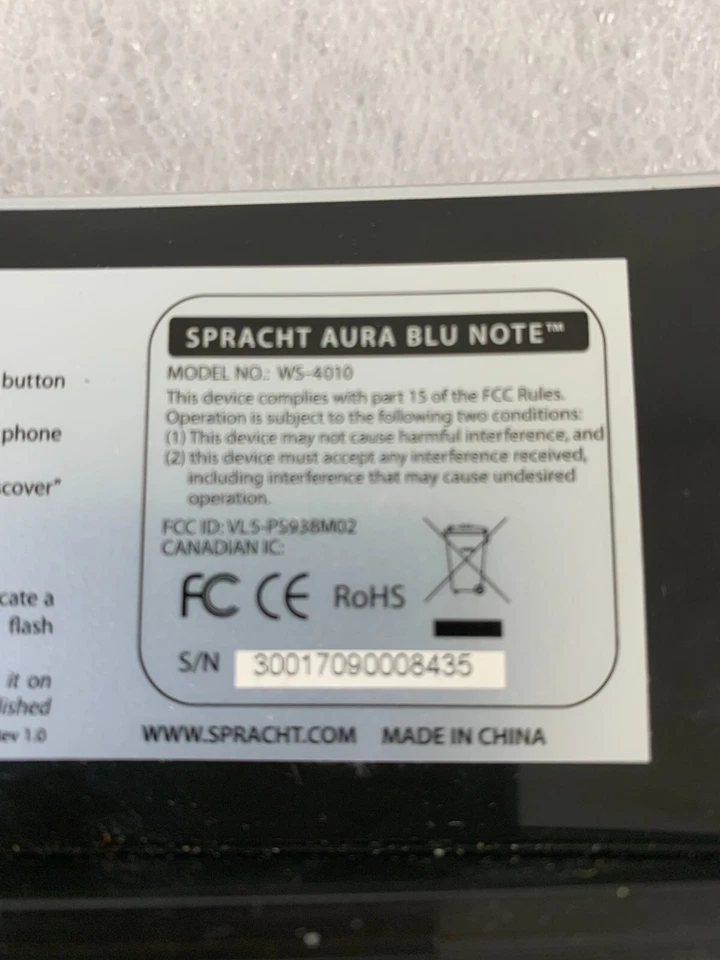 button
phone
scover"
cate a
flash
it on
lished
ev 1.0
SPRACHT AURA BLU NOTE™
MODEL NO.: WS-4010
This device complies with part 15 of the FCC Rules.
Operation is subject to the following two conditions:
(1) This device may not cause harmful interference, and
(2) this device must accept any interference received,
including interference that may cause undesired
operation.
FCC ID: VLS-PS938M02
CANADIAN IC:
FC CE RoHS
S/N 30017090008435
WWW.SPRACHT.COM MADE IN CHINA